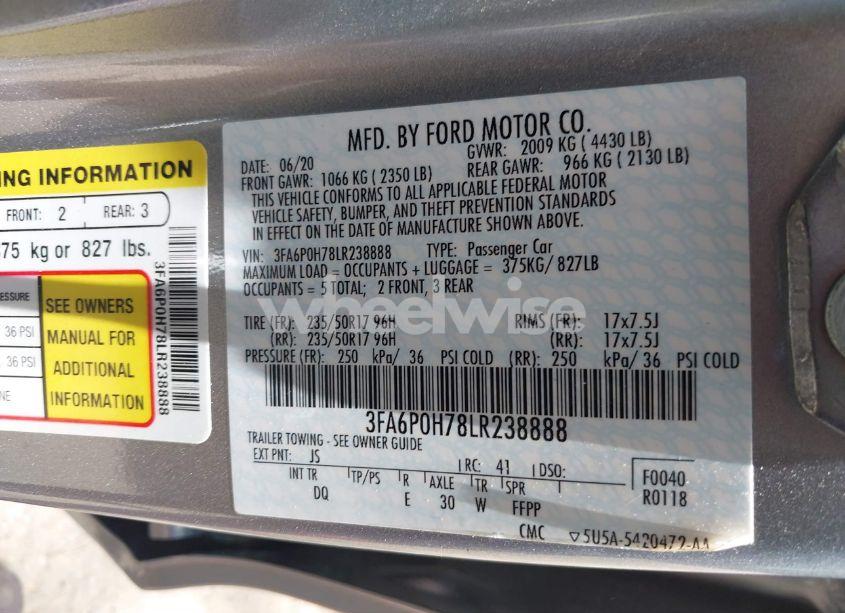 ING INFORMATION
FRONT: 2 REAR: 3
375 kg or 827 lbs.
ESSURE
36 PSI
36 PSI
NE
SEE OWNERS
MANUAL FOR
ADDITIONAL
INFORMATION
3FA6P0H78LR238888
MFD. BY FORD MOTOR CO.
DATE: 06/20 GVWR: 2009 KG ( 4430 LB)
FRONT GAWR: 1066 KG ( 2350 LB) REAR GAWR: 966 KG ( 2130 LB)
THIS VEHICLE CONFORMS TO ALL APPLICABLE FEDERAL MOTOR
VEHICLE SAFETY, BUMPER, AND THEFT PREVENTION STANDARDS
IN EFFECT ON THE DATE OF MANUFACTURE SHOWN ABOVE.
VIN: 3FA6P0H78LR238888 TYPE: Passenger Car
MAXIMUM LOAD = OCCUPANTS + LUGGAGE = 375KG/ 827LB
OCCUPANTS = 5 TOTAL; 2 FRONT, 3 REAR
wheelwise
TIRE (FR): 235/50R17 96H RIMS (FR): 17x7.5J
(RR): 235/50R17 96H (RR): 17x7.5J
PRESSURE (FR): 250 kPa/ 36 PSI COLD (RR): 250 kPa/ 36 PSI COLD
3FA6P0H78LR238888
TRAILER TOWING - SEE OWNER GUIDE
EXT PNT: JS RC: 41 DSO: F0040
INT TR TP/PS R AXLE TR SPR R0118
DQ E 30 W FFPP
CMC 5U5A-5420472-AA